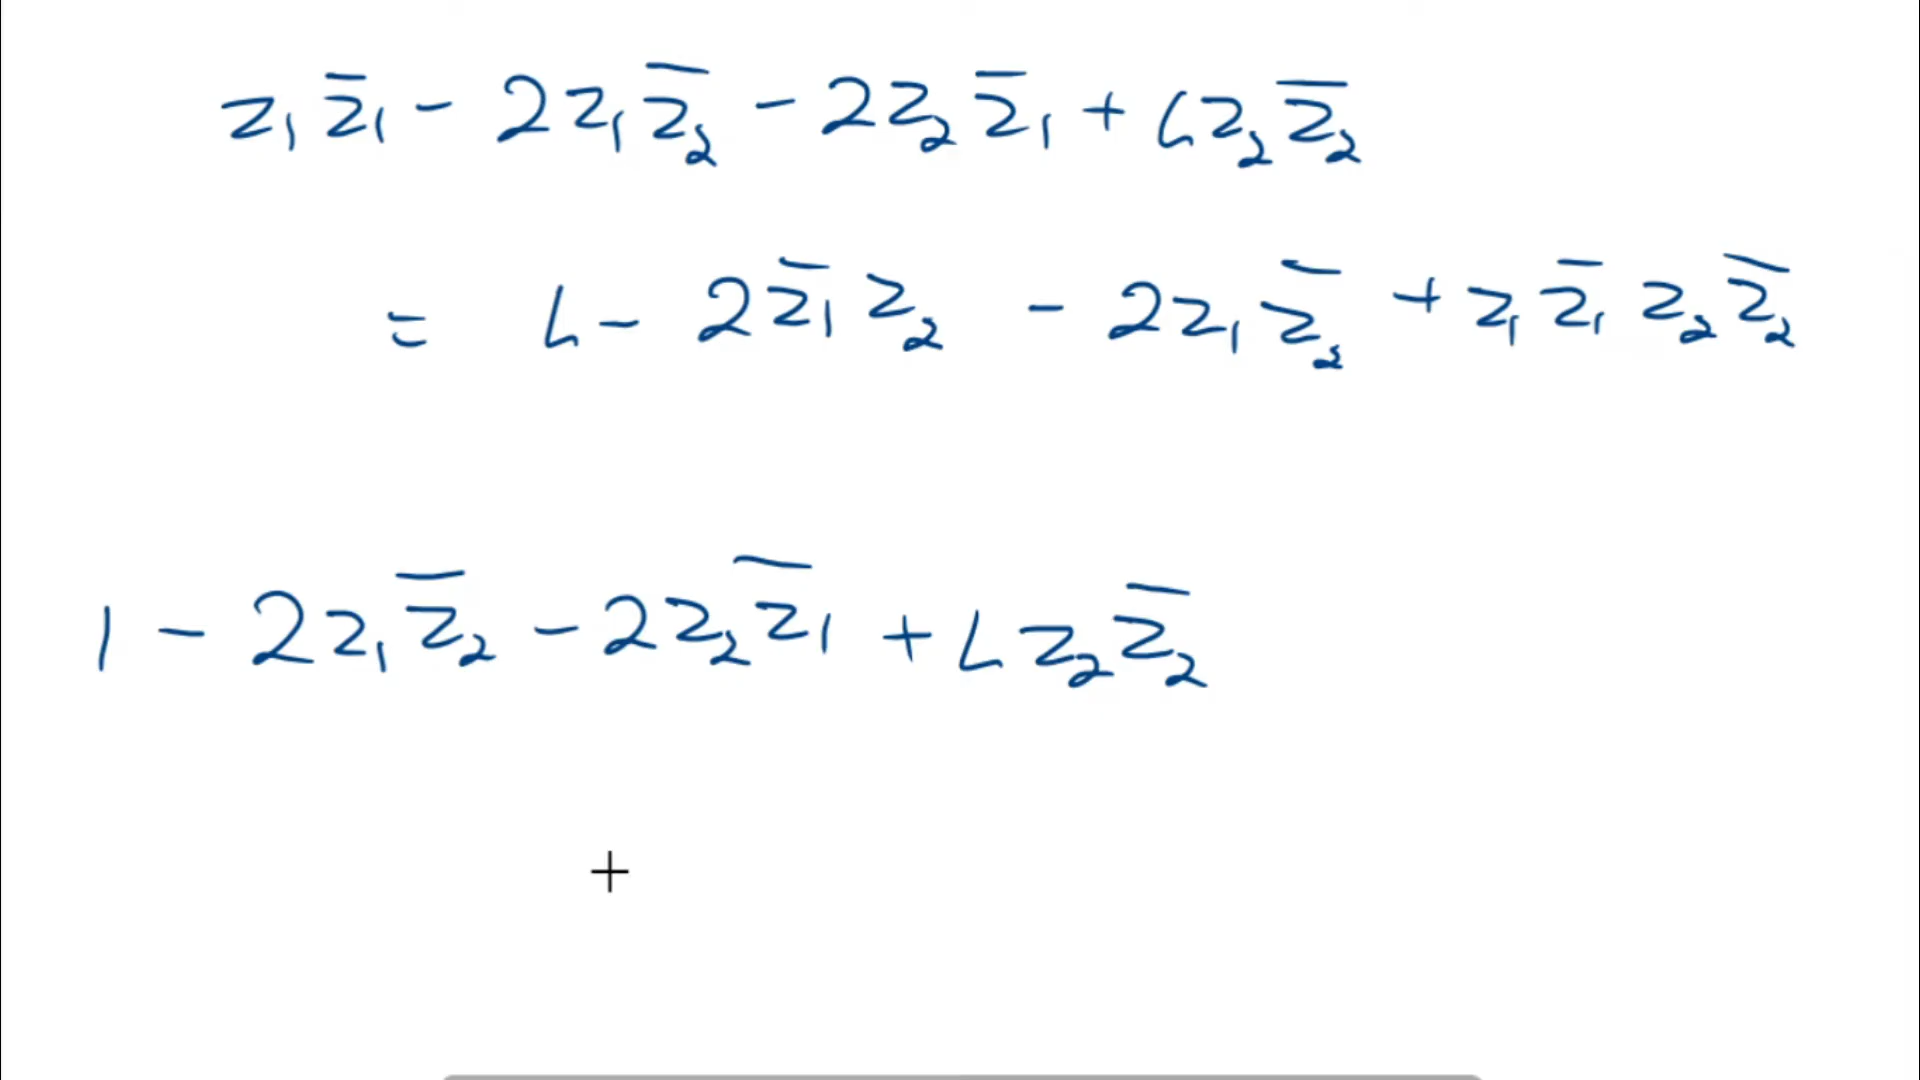 z₁z̅₁ - 2z₁z̅₂ - 2z₂z̅₁ + 4z₂z̅₂
= 4 - 2z̅₁z₂ - 2z₁z̅₂ + z₁z̅₁z₂z̅₂
1 - 2z₁z̅₂ - 2z₂z̅₁ + 4z₂z̅₂